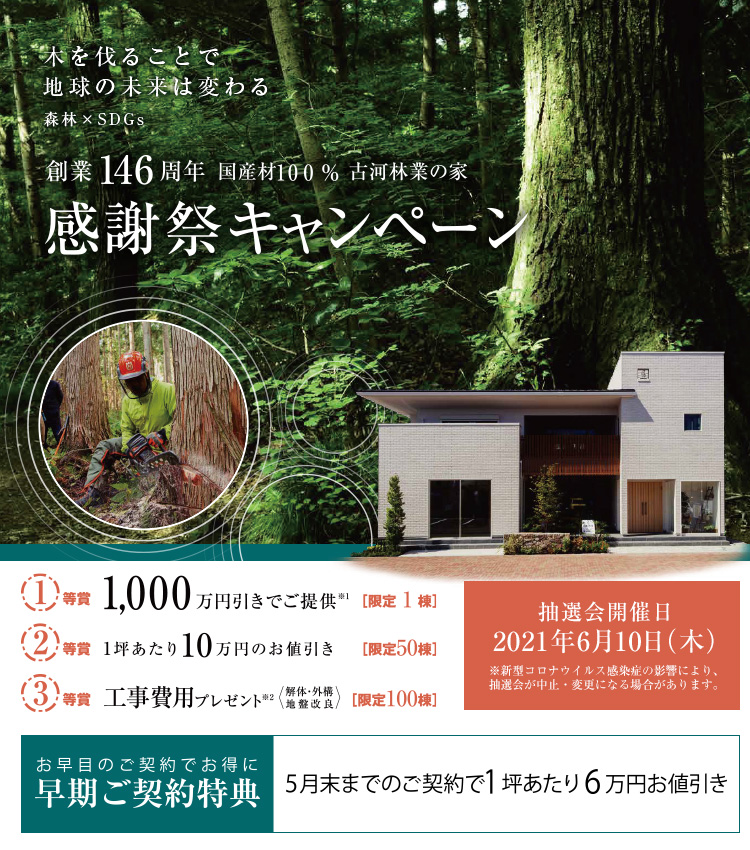 木を伐ることで
地球の未来は変わる
森林×SDGs
創業146周年 国産材100% 古河林業の家
感謝祭キャンペーン
1等賞 1,000万円引きでご提供※1 [限定1棟]
2等賞 1坪あたり10万円のお値引き [限定50棟]
3等賞 工事費用プレゼント※2〈解体・外構 地盤改良〉[限定100棟]
抽選会開催日
2021年6月10日(木)
※新型コロナウイルス感染症の影響により、
抽選会が中止・変更になる場合があります。
お早目のご契約でお得に
早期ご契約特典
5月末までのご契約で1坪あたり6万円お値引き